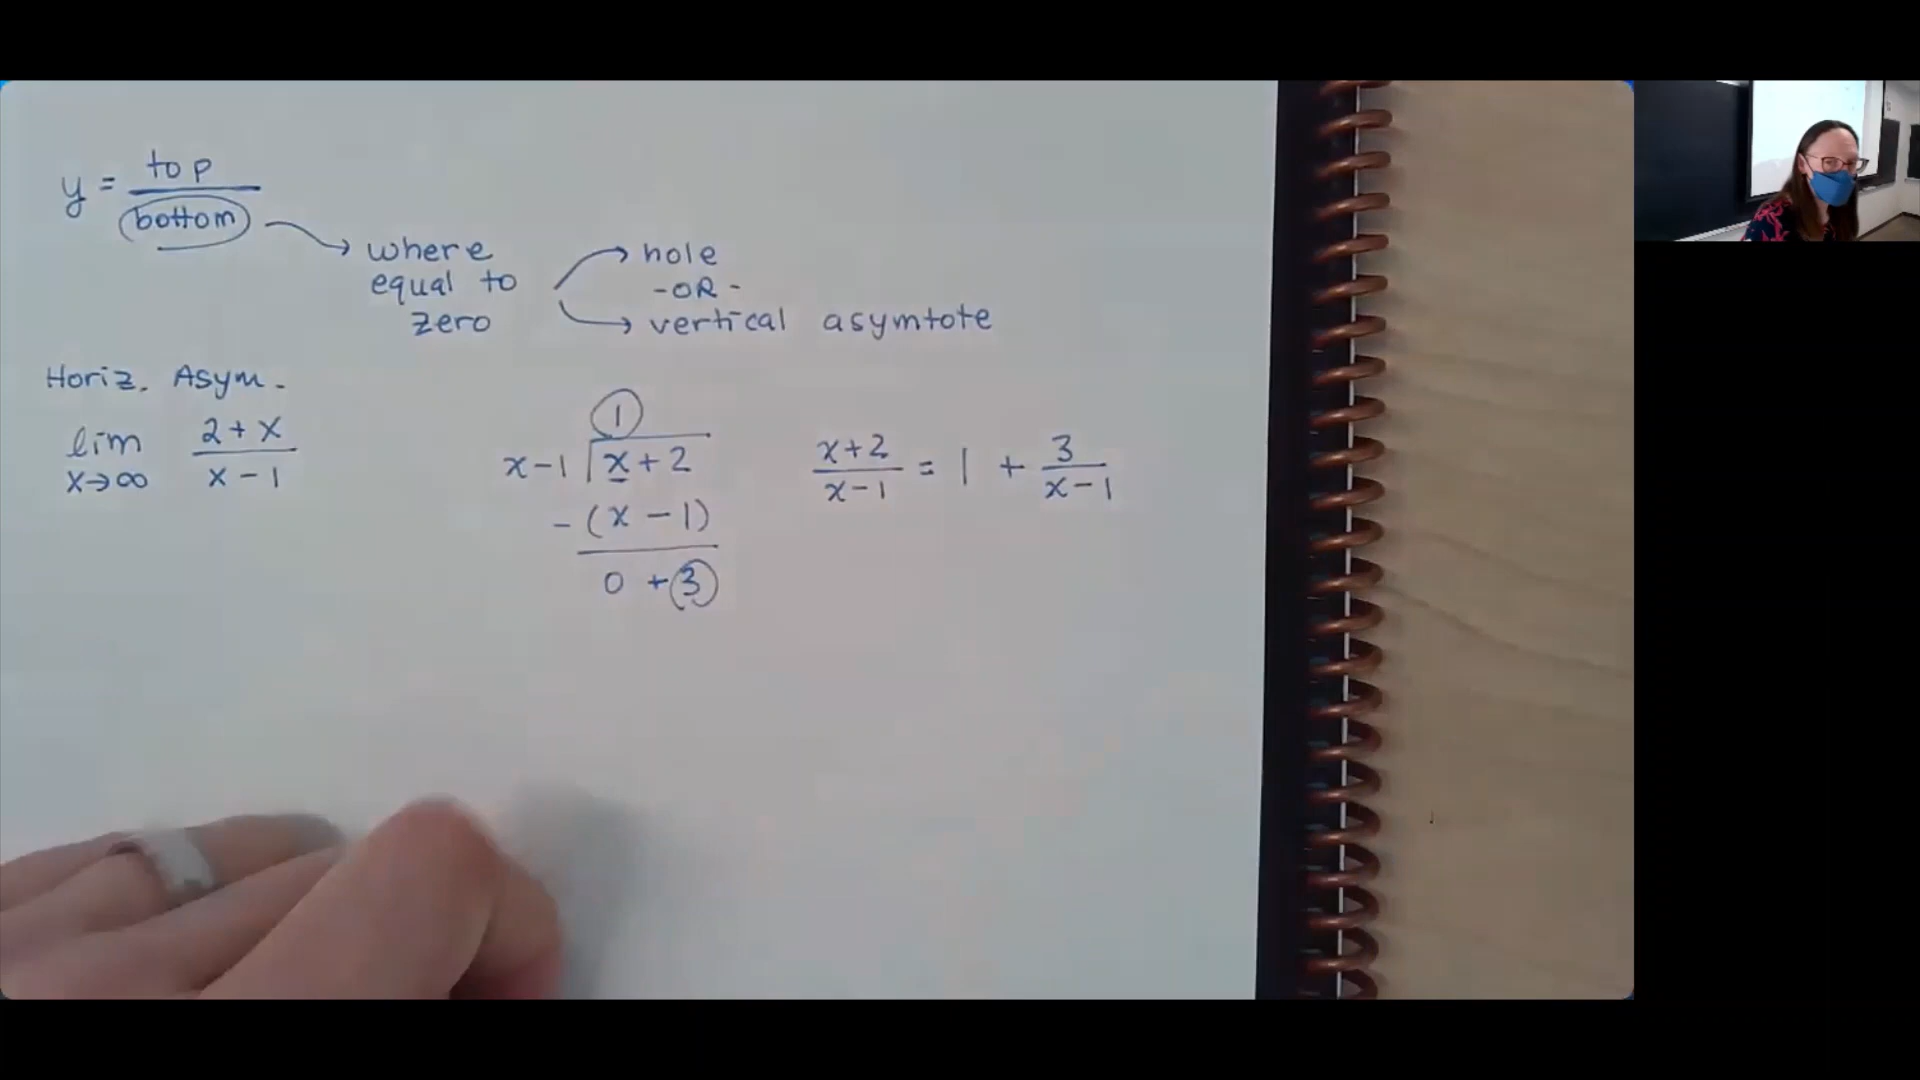 y = top / bottom
where equal to zero
hole
-OR-
vertical asymtote
Horiz. Asym.
lim x→∞ 2+x / x-1
1
x-1 x+2
-(x-1)
0 +3
x+2 / x-1 = 1 + 3 / x-1